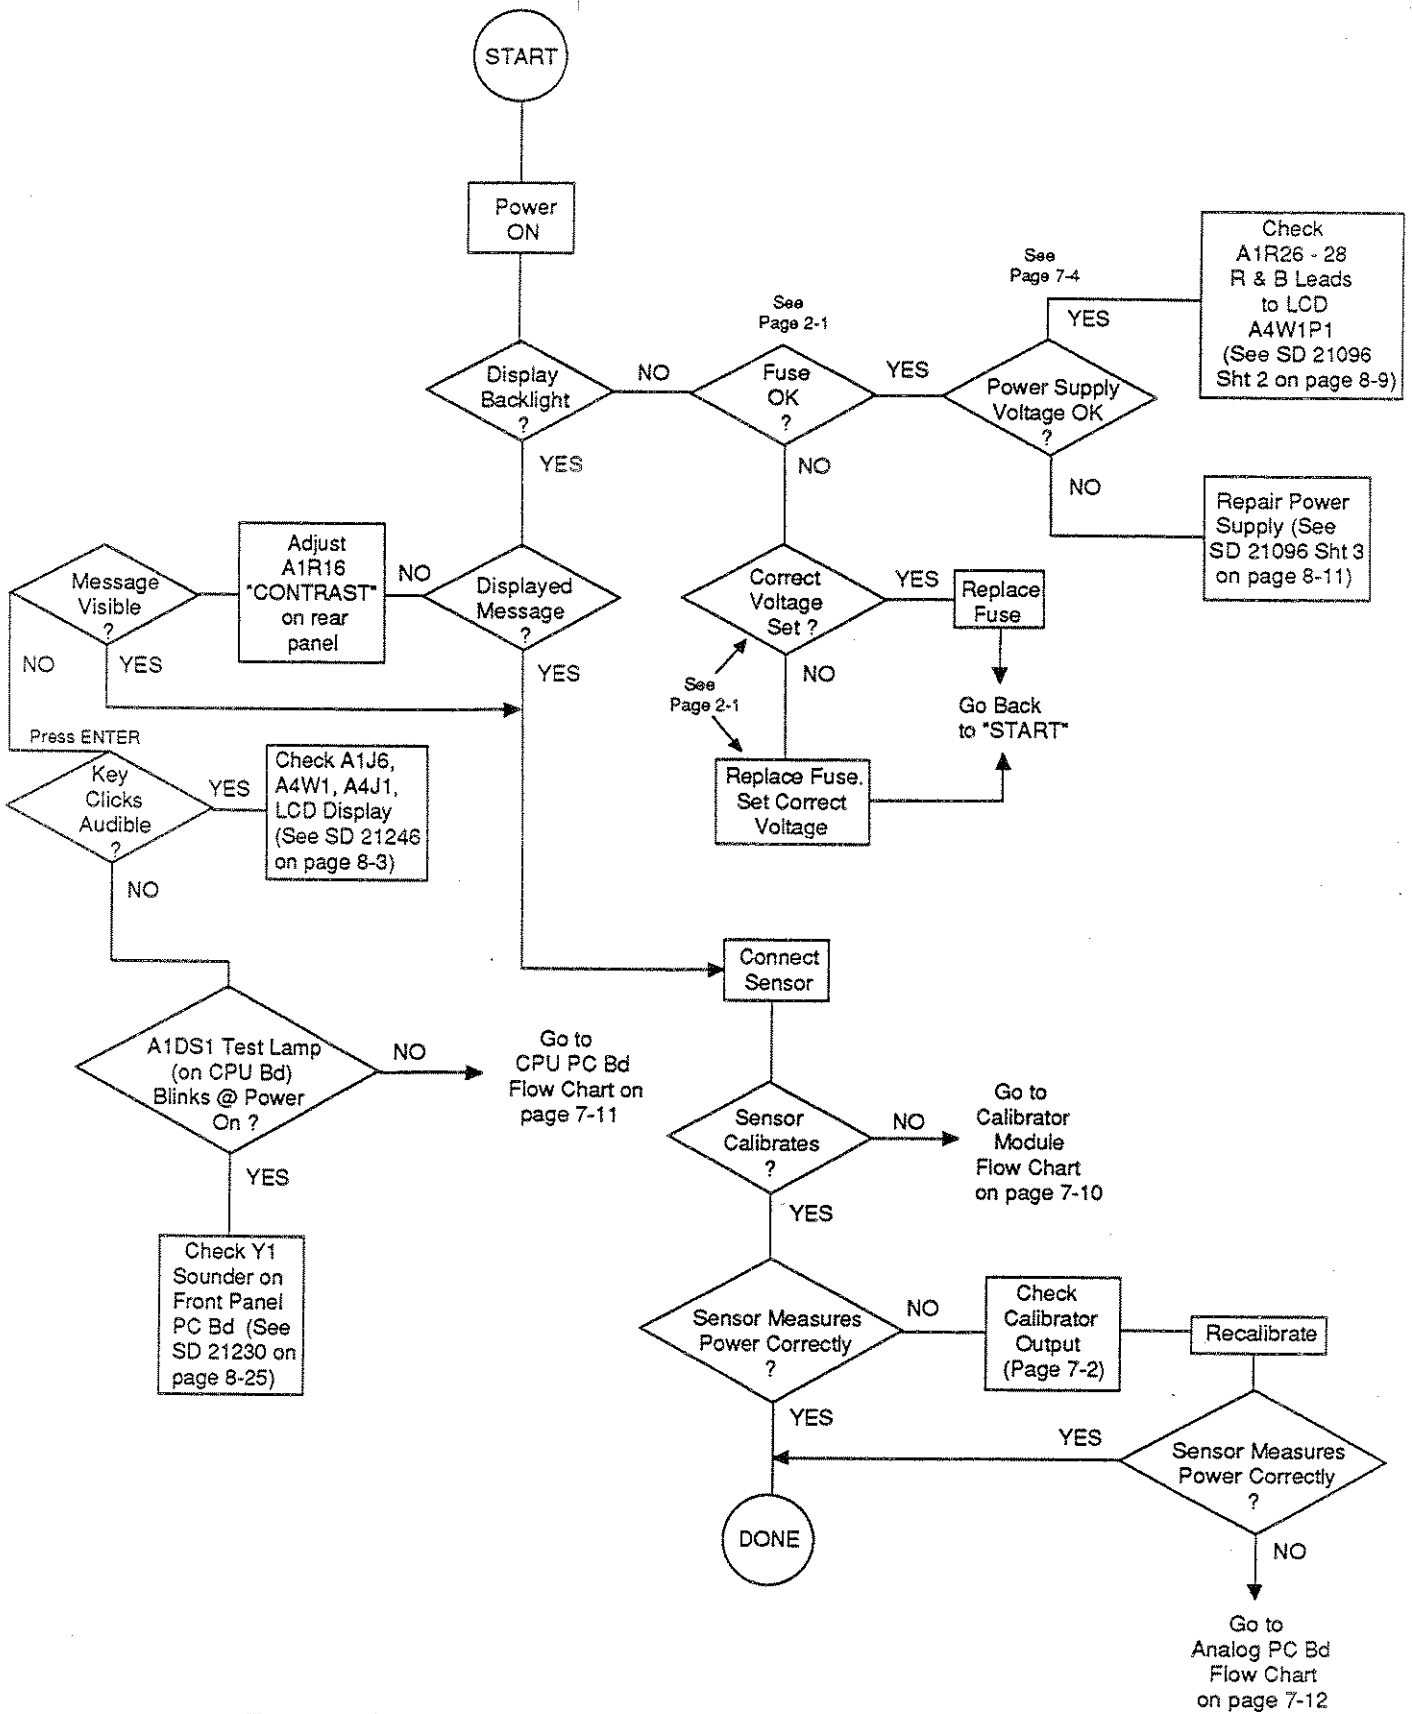 START
Power
ON
Display
Backlight
?
NO
YES
See
Page 2-1
Fuse
OK
?
YES
NO
See
Page 7-4
Power Supply
Voltage OK
?
YES
NO
Check
A1R26 - 28
R & B Leads
to LCD
A4W1P1
(See SD 21096
Sht 2 on page 8-9)
Repair Power
Supply (See
SD 21096 Sht 3
on page 8-11)
Displayed
Message
?
NO
YES
Adjust
A1R16
"CONTRAST"
on rear
panel
Message
Visible
?
NO
YES
Correct
Voltage
Set ?
YES
NO
Replace
Fuse
See
Page 2-1
Go Back
to "START"
Replace Fuse.
Set Correct
Voltage
Press ENTER
Key
Clicks
Audible
?
YES
NO
Check A1J6,
A4W1, A4J1,
LCD Display
(See SD 21246
on page 8-3)
A1DS1 Test Lamp
(on CPU Bd)
Blinks @ Power
On ?
NO
YES
Go to
CPU PC Bd
Flow Chart on
page 7-11
Check Y1
Sounder on
Front Panel
PC Bd (See
SD 21230 on
page 8-25)
Connect
Sensor
Sensor
Calibrates
?
NO
YES
Go to
Calibrator
Module
Flow Chart
on page 7-10
Sensor Measures
Power Correctly
?
NO
YES
Check
Calibrator
Output
(Page 7-2)
Recalibrate
Sensor Measures
Power Correctly
?
YES
NO
DONE
Go to
Analog PC Bd
Flow Chart
on page 7-12